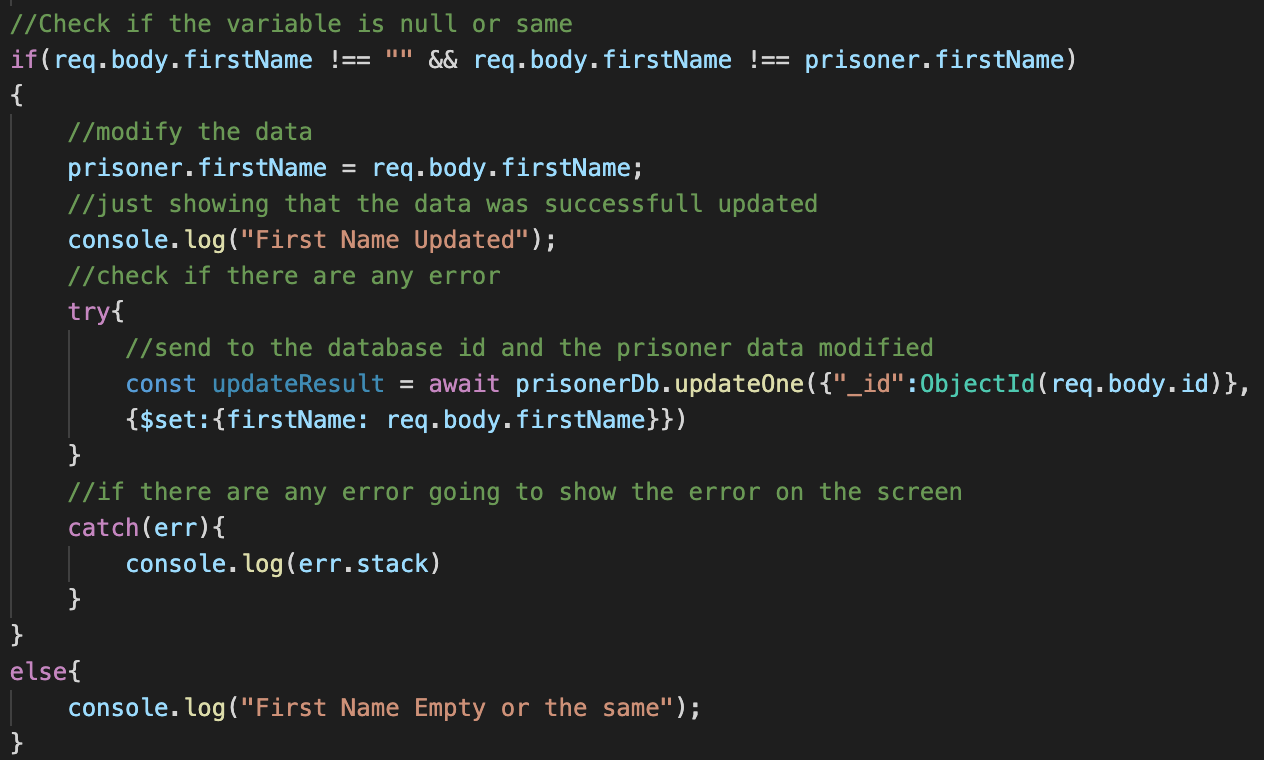 //Check if the variable is null or same
if(req.body.firstName !== "" && req.body.firstName !== prisoner.firstName)
{
    //modify the data
    prisoner.firstName = req.body.firstName;
    //just showing that the data was successfull updated
    console.log("First Name Updated");
    //check if there are any error
    try{
        //send to the database id and the prisoner data modified
        const updateResult = await prisonerDb.updateOne({"_id":ObjectId(req.body.id)},
        {$set:{firstName: req.body.firstName}})
    }
    //if there are any error going to show the error on the screen
    catch(err){
        console.log(err.stack)
    }
}
else{
    console.log("First Name Empty or the same");
}